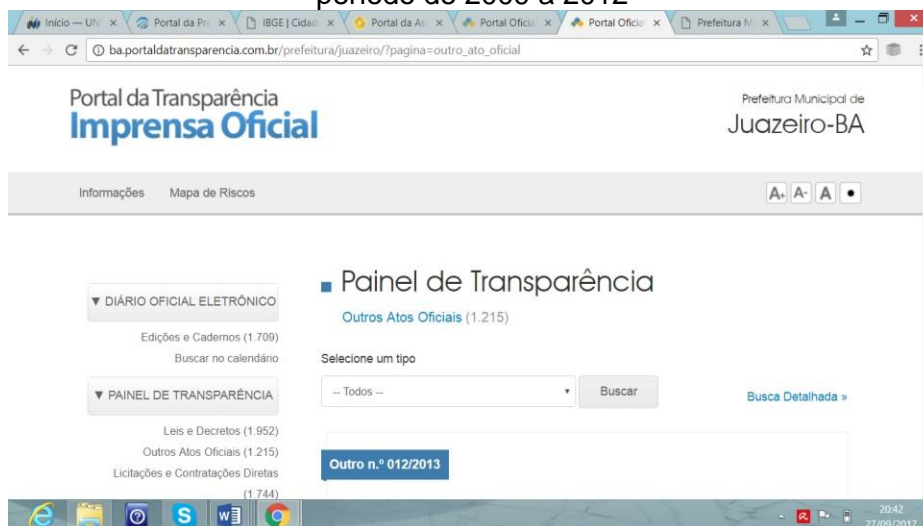 período de 2009 a 2012
Início — UN
Portal da Pre
IBGE | Cidad
Portal da As
Portal Oficia
Portal Oficia
Prefeitura M
ba.portaldatransparencia.com.br/prefeitura/juazeiro/?pagina=outro_ato_oficial
Portal da Transparência
Imprensa Oficial
Prefeitura Municipal de
Juazeiro-BA
Informações Mapa de Riscos
A+ A- A
Painel de Transparência
Outros Atos Oficiais (1.215)
▼ DIÁRIO OFICIAL ELETRÔNICO
Edições e Cadernos (1.709)
Buscar no calendário
Selecione um tipo
-- Todos --
Buscar
Busca Detalhada »
▼ PAINEL DE TRANSPARÊNCIA
Leis e Decretos (1.952)
Outros Atos Oficiais (1.215)
Licitações e Contratações Diretas
(1.744)
Outro n.º 012/2013
20:42
27/09/2017